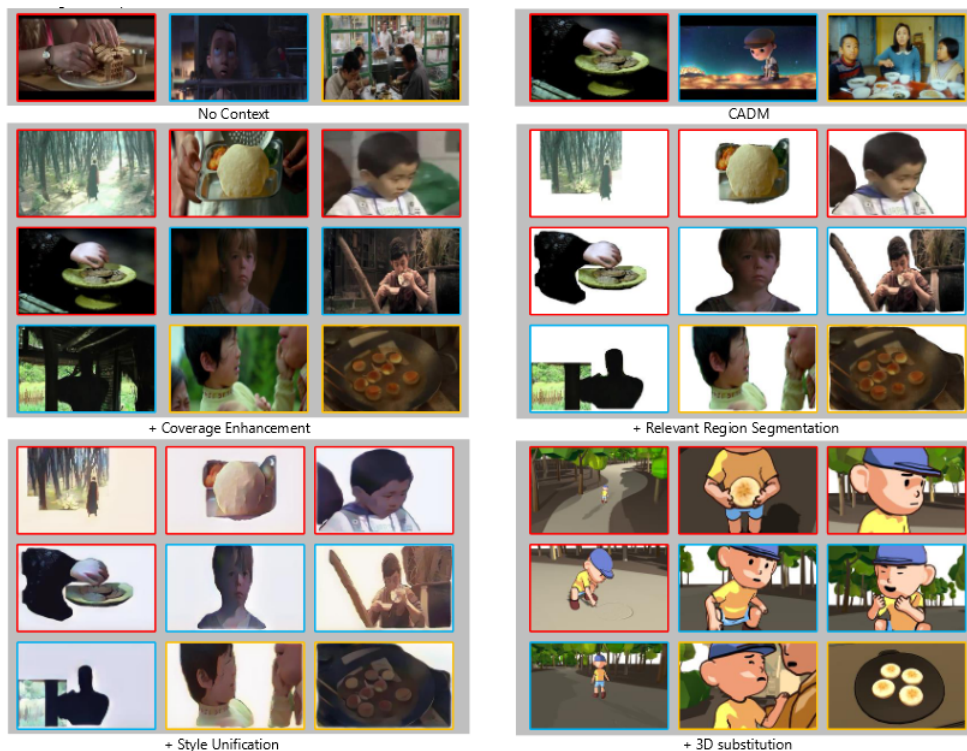 No Context
CADM
+ Coverage Enhancement
+ Relevant Region Segmentation
+ Style Unification
+ 3D substitution